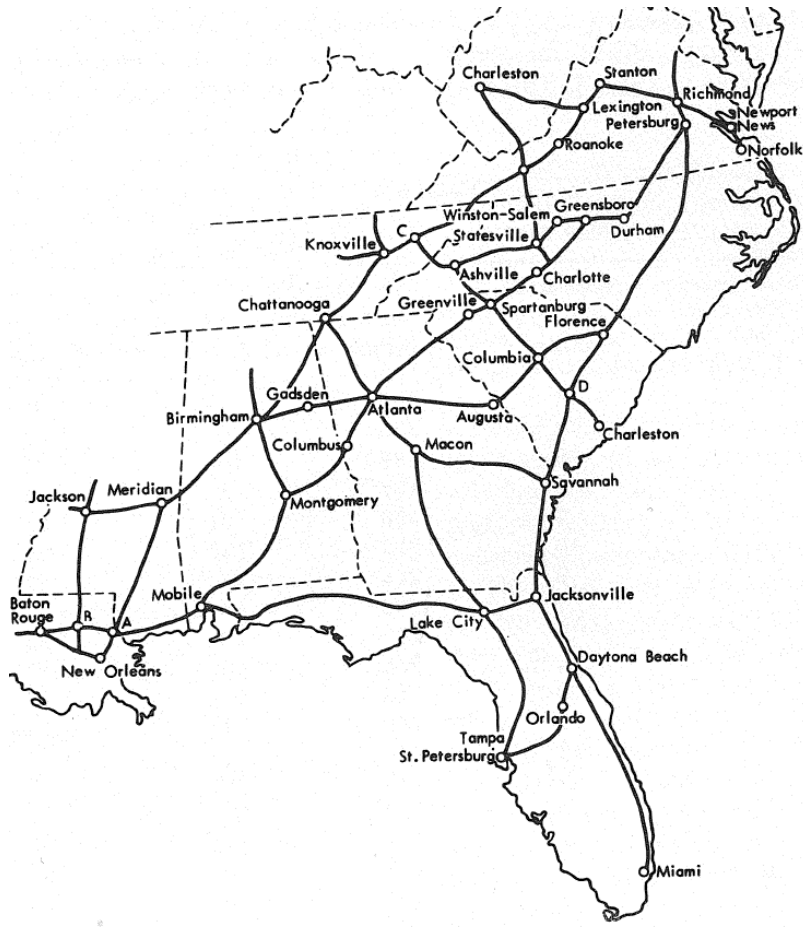 Charleston
Stanton
Richmond
Lexington
Newport
News
Petersburg
Roanoke
Norfolk
Greensboro
Winston-Salem
C
Statesville
Durham
Knoxville
Ashville
Charlotte
Chattanooga
Greenville
Spartanburg
Florence
Columbia
Gadsden
D
Birmingham
Atlanta
Augusta
Charleston
Columbus
Macon
Jackson
Meridian
Savannah
Montgomery
Mobile
Jacksonville
Baton
Rouge
B
A
Lake City
New Orleans
Daytona Beach
Orlando
Tampa
St. Petersburg
Miami